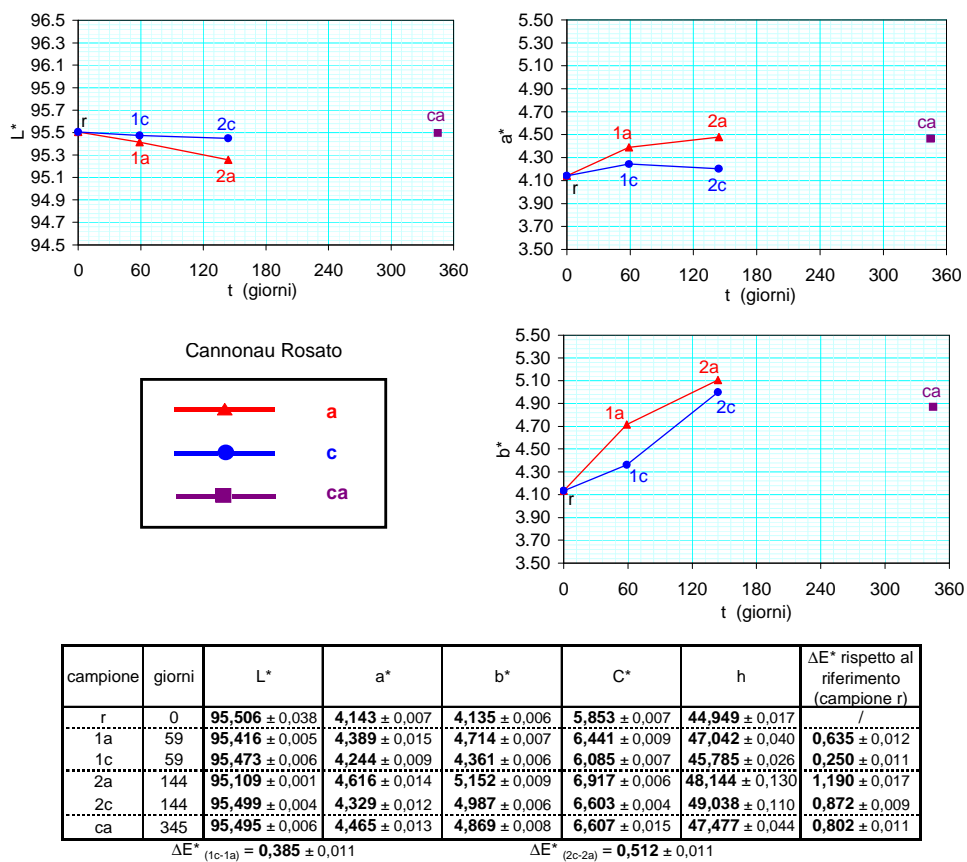 96.5
96.3
96.1
95.9
95.7
95.5
95.3
95.1
94.9
94.7
94.5
L*
r
1c
2c
1a
2a
ca
0 60 120 180 240 300 360
t (giorni)
5.50
5.30
5.10
4.90
4.70
4.50
4.30
4.10
3.90
3.70
3.50
a*
r
1a
2a
1c
2c
ca
0 60 120 180 240 300 360
t (giorni)
Cannonau Rosato
a
c
ca
5.50
5.30
5.10
4.90
4.70
4.50
4.30
4.10
3.90
3.70
3.50
b*
r
1a
2a
1c
2c
ca
0 60 120 180 240 300 360
t (giorni)
campione giorni L* a* b* C* h ΔE* rispetto al
riferimento
(campione r)
r 0 95,506 ± 0,038 4,143 ± 0,007 4,135 ± 0,006 5,853 ± 0,007 44,949 ± 0,017 /
1a 59 95,416 ± 0,005 4,389 ± 0,015 4,714 ± 0,007 6,441 ± 0,009 47,042 ± 0,040 0,635 ± 0,012
1c 59 95,473 ± 0,006 4,244 ± 0,009 4,361 ± 0,006 6,085 ± 0,007 45,785 ± 0,026 0,250 ± 0,011
2a 144 95,109 ± 0,001 4,616 ± 0,014 5,152 ± 0,009 6,917 ± 0,006 48,144 ± 0,130 1,190 ± 0,017
2c 144 95,499 ± 0,004 4,329 ± 0,012 4,987 ± 0,006 6,603 ± 0,004 49,038 ± 0,110 0,872 ± 0,009
ca 345 95,495 ± 0,006 4,465 ± 0,013 4,869 ± 0,008 6,607 ± 0,015 47,477 ± 0,044 0,802 ± 0,011
ΔE* (1c-1a) = 0,385 ± 0,011 ΔE* (2c-2a) = 0,512 ± 0,011